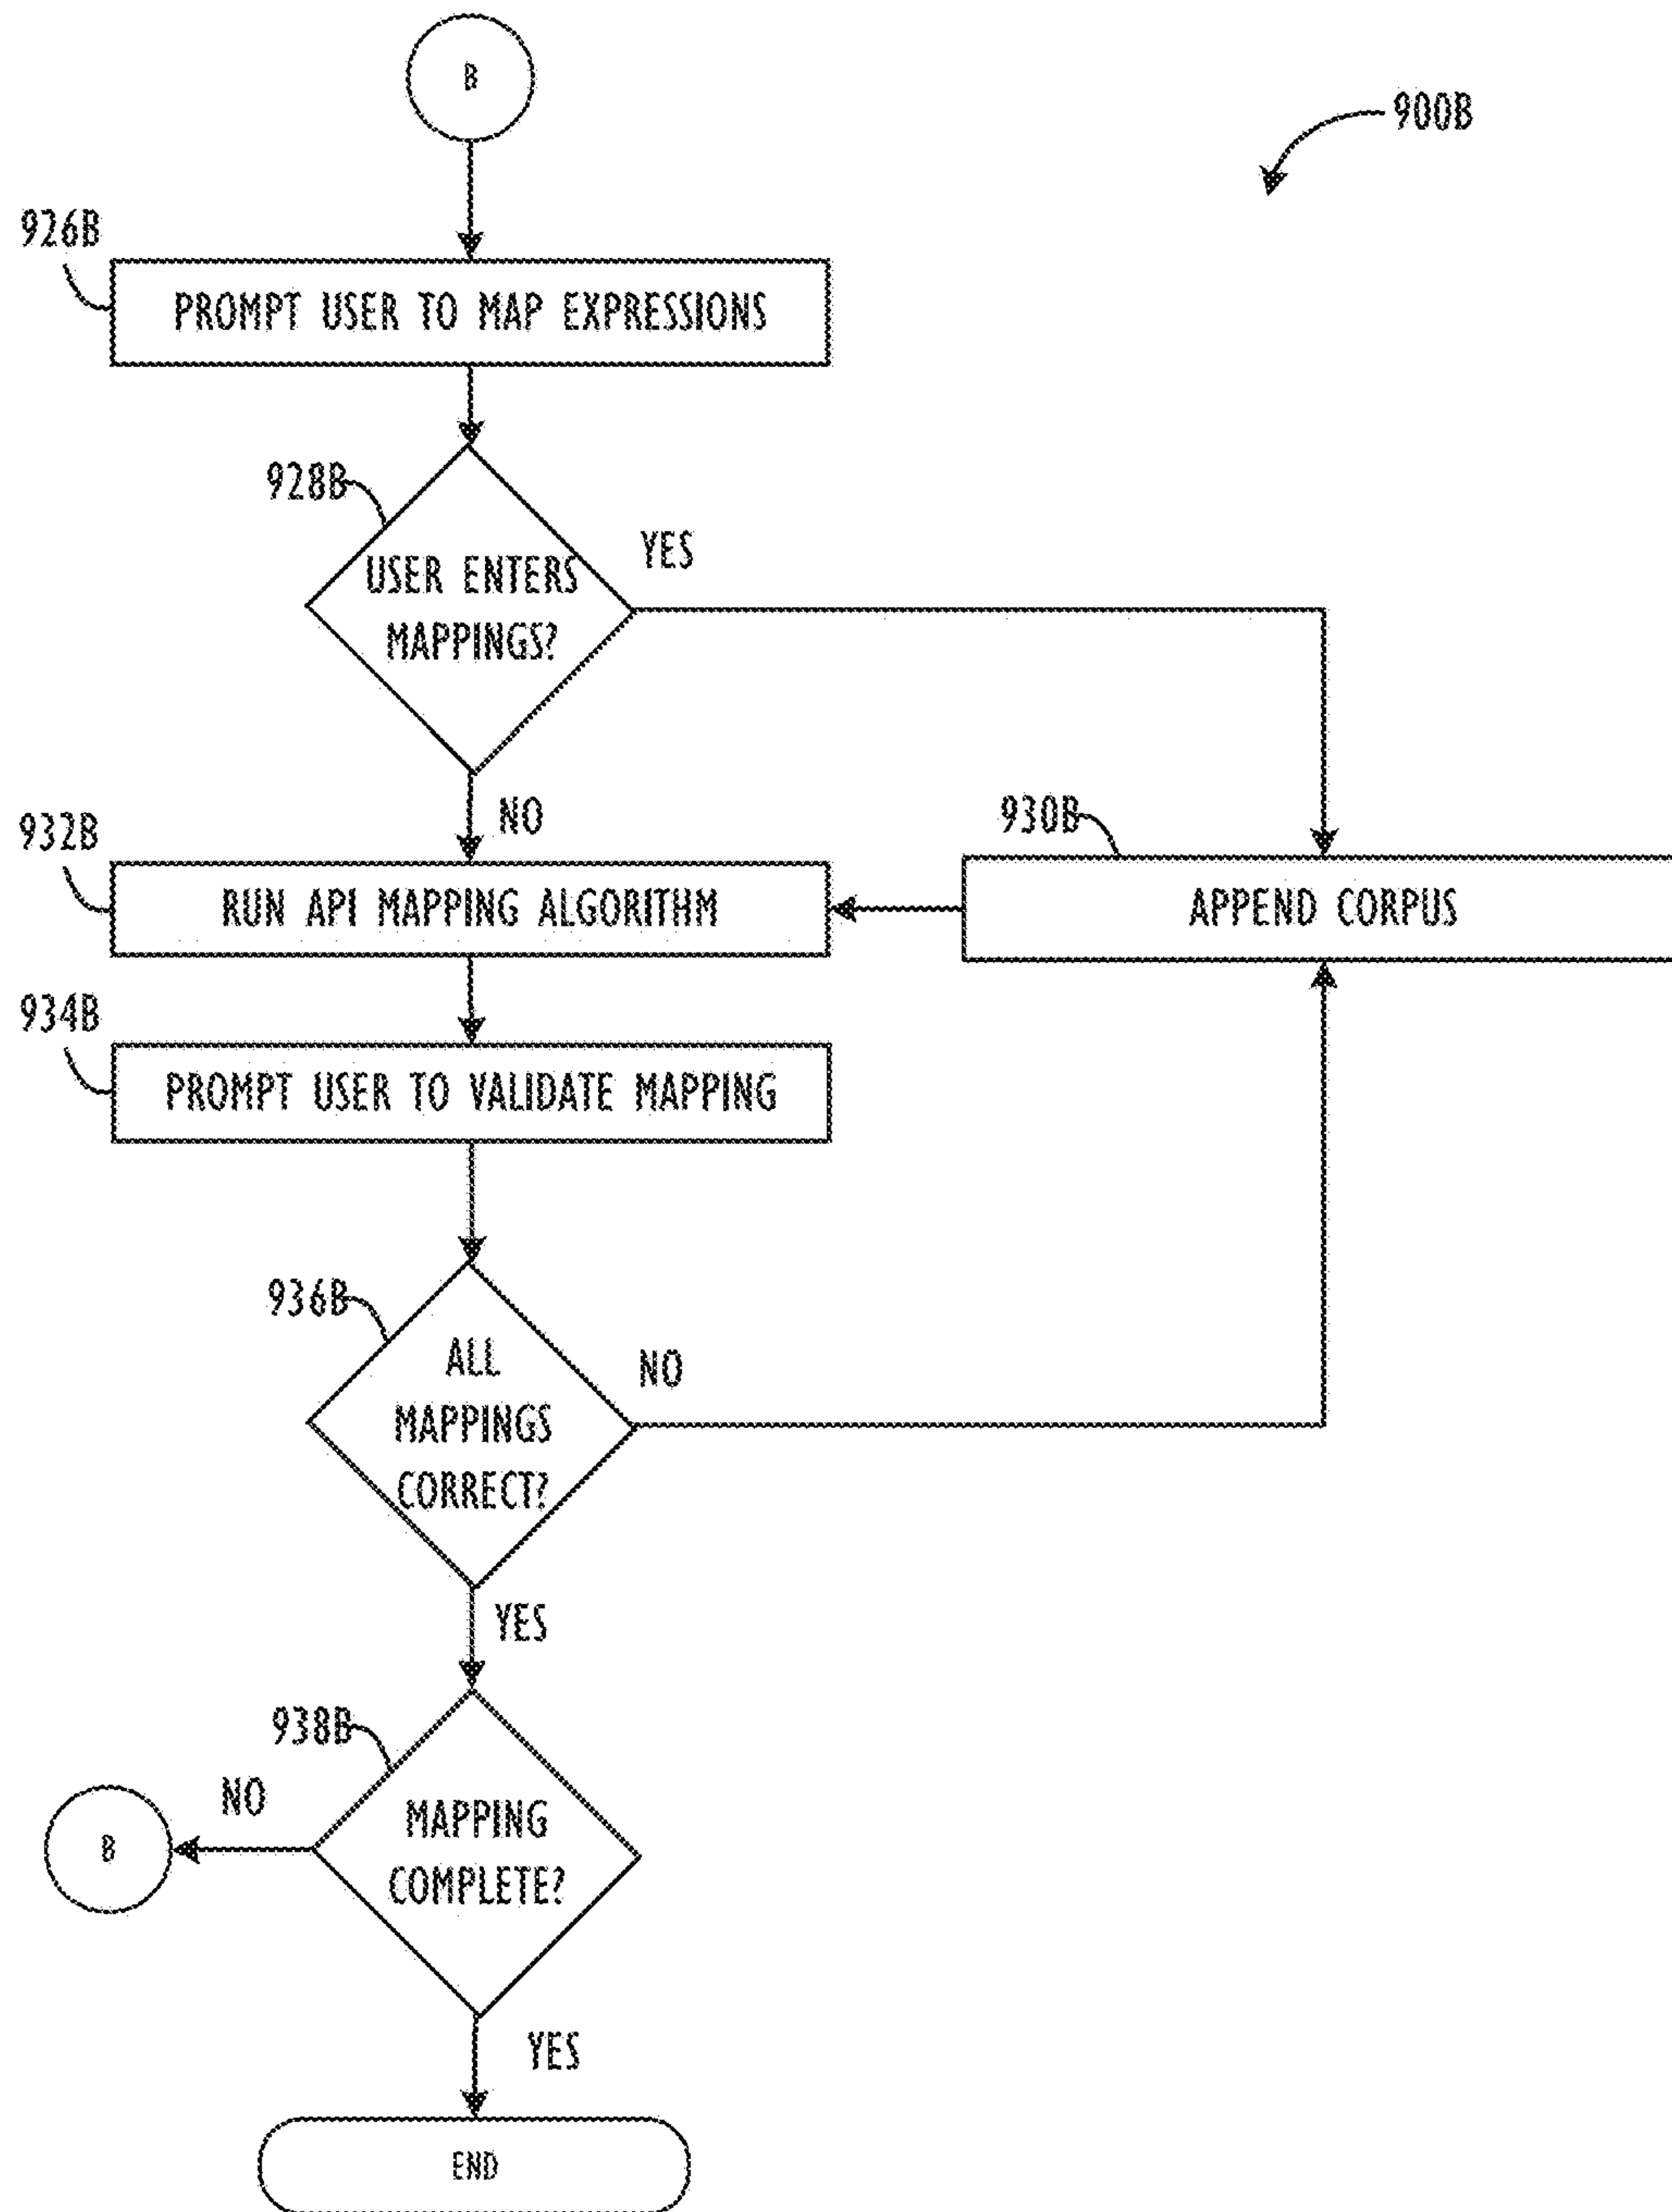 B
900B
926B
PROMPT USER TO MAP EXPRESSIONS
928B
YES
USER ENTERS
MAPPINGS?
NO
932B
930B
RUN API MAPPING ALGORITHM
APPEND CORPUS
934B
PROMPT USER TO VALIDATE MAPPING
936B
ALL
MAPPINGS
CORRECT?
NO
YES
938B
NO
B
MAPPING
COMPLETE?
YES
END